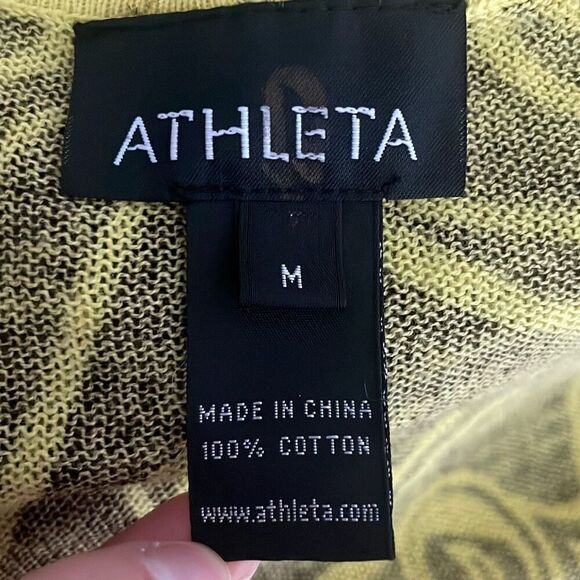 ATHLETA
M
MADE IN CHINA
100% COTTON
www.athleta.com